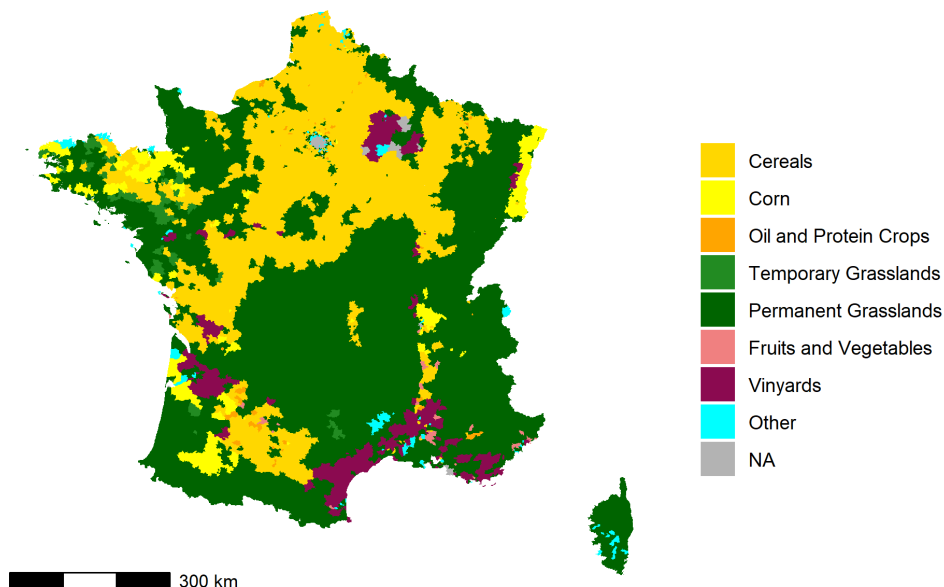 Cereals
Corn
Oil and Protein Crops
Temporary Grasslands
Permanent Grasslands
Fruits and Vegetables
Vinyards
Other
NA
300 km